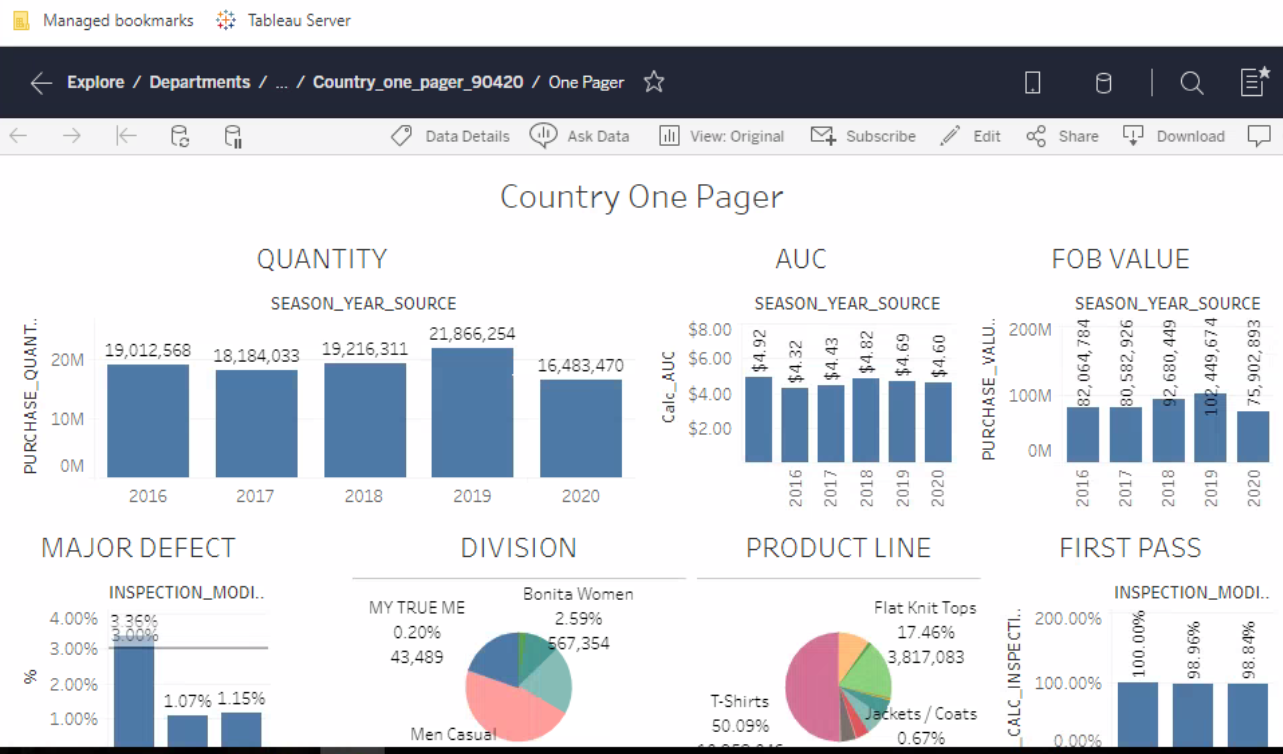 Managed bookmarks Tableau Server
Explore / Departments / ... / Country_one_pager_90420 / One Pager
Data Details Ask Data View: Original Subscribe Edit Share Download
Country One Pager
QUANTITY
SEASON_YEAR_SOURCE
PURCHASE_QUANT..
20M
10M
0M
19,012,568
18,184,033
19,216,311
21,866,254
16,483,470
2016 2017 2018 2019 2020
AUC
SEASON_YEAR_SOURCE
Calc_AUC
$8.00
$6.00
$4.00
$2.00
$4.92
$4.32
$4.43
$4.82
$4.69
$4.60
2016 2017 2018 2019 2020
FOB VALUE
SEASON_YEAR_SOURCE
PURCHASE_VALU..
200M
100M
0M
82,064,784
80,582,926
92,680,449
102,449,674
75,902,893
2016 2017 2018 2019 2020
MAJOR DEFECT
INSPECTION_MODI..
%
4.00%
3.00%
2.00%
1.00%
3.36%
3.00%
1.07%
1.15%
DIVISION
Bonita Women
2.59%
567,354
MY TRUE ME
0.20%
43,489
Men Casual
PRODUCT LINE
Flat Knit Tops
17.46%
3,817,083
T-Shirts
50.09%
Jackets / Coats
0.67%
FIRST PASS
INSPECTION_MODI..
_CALC_INSPECTI..
200.00%
100.00%
0.00%
100.00%
98.96%
98.84%